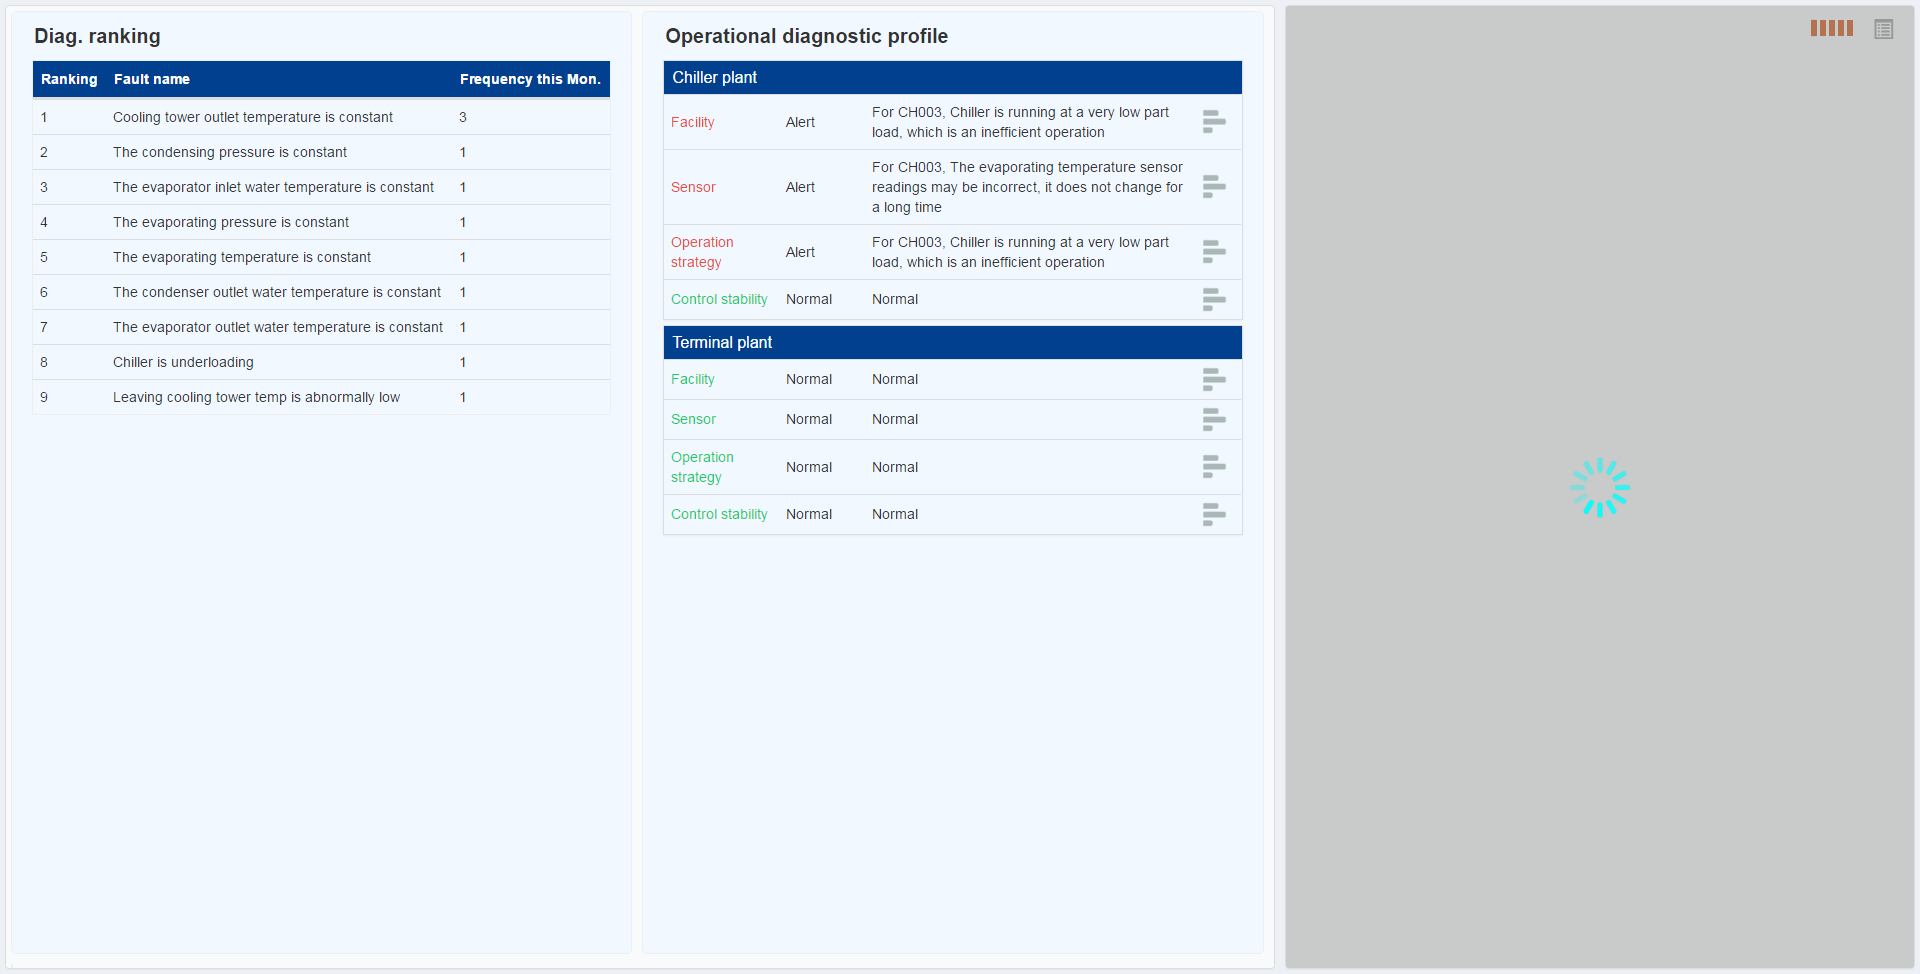 Diag. ranking
Ranking Fault name Frequency this Mon.
1 Cooling tower outlet temperature is constant 3
2 The condensing pressure is constant 1
3 The evaporator inlet water temperature is constant 1
4 The evaporating pressure is constant 1
5 The evaporating temperature is constant 1
6 The condenser outlet water temperature is constant 1
7 The evaporator outlet water temperature is constant 1
8 Chiller is underloading 1
9 Leaving cooling tower temp is abnormally low 1
Operational diagnostic profile
Chiller plant
Facility Alert For CH003, Chiller is running at a very low part
load, which is an inefficient operation
Sensor Alert For CH003, The evaporating temperature sensor
readings may be incorrect, it does not change for
a long time
Operation
strategy Alert For CH003, Chiller is running at a very low part
load, which is an inefficient operation
Control stability Normal Normal
Terminal plant
Facility Normal Normal
Sensor Normal Normal
Operation
strategy Normal Normal
Control stability Normal Normal